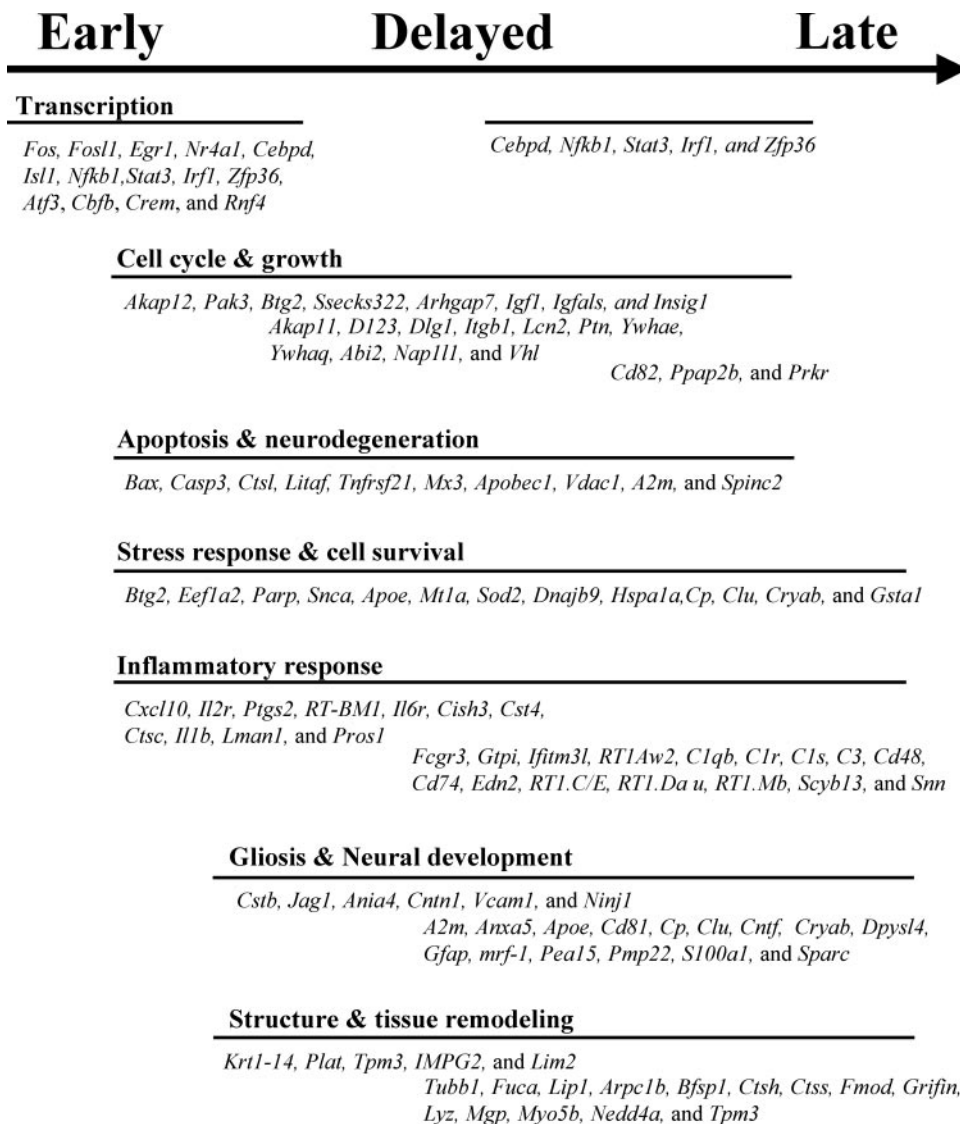 Early Delayed Late
Transcription
Fos, Fosl1, Egr1, Nr4a1, Cebpd,
Isl1, Nfkb1,Stat3, Irf1, Zfp36,
Atf3, Cbfb, Crem, and Rnf4
Cebpd, Nfkb1, Stat3, Irf1, and Zfp36
Cell cycle & growth
Akap12, Pak3, Btg2, Ssecks322, Arhgap7, Igf1, Igfals, and Insig1
Akap11, D123, Dlg1, Itgb1, Lcn2, Ptn, Ywhae,
Ywhaq, Abi2, Nap1l1, and Vhl
Cd82, Ppap2b, and Prkr
Apoptosis & neurodegeneration
Bax, Casp3, Ctsl, Litaf, Tnfrsf21, Mx3, Apobec1, Vdac1, A2m, and Spinc2
Stress response & cell survival
Btg2, Eef1a2, Parp, Snca, Apoe, Mt1a, Sod2, Dnajb9, Hspa1a,Cp, Clu, Cryab, and Gsta1
Inflammatory response
Cxcl10, Il2r, Ptgs2, RT-BM1, Il6r, Cish3, Cst4,
Ctsc, Il1b, Lman1, and Pros1
Fcgr3, Gtpi, Ifitm3l, RT1Aw2, C1qb, C1r, C1s, C3, Cd48,
Cd74, Edn2, RT1.C/E, RT1.Da u, RT1.Mb, Scyb13, and Snn
Gliosis & Neural development
Cstb, Jag1, Ania4, Cntn1, Vcam1, and Ninj1
A2m, Anxa5, Apoe, Cd81, Cp, Clu, Cntf, Cryab, Dpysl4,
Gfap, mrf-1, Pea15, Pmp22, S100a1, and Sparc
Structure & tissue remodeling
Krt1-14, Plat, Tpm3, IMPG2, and Lim2
Tubb1, Fuca, Lip1, Arpc1b, Bfsp1, Ctsh, Ctss, Fmod, Grifin,
Lyz, Mgp, Myo5b, Nedd4a, and Tpm3